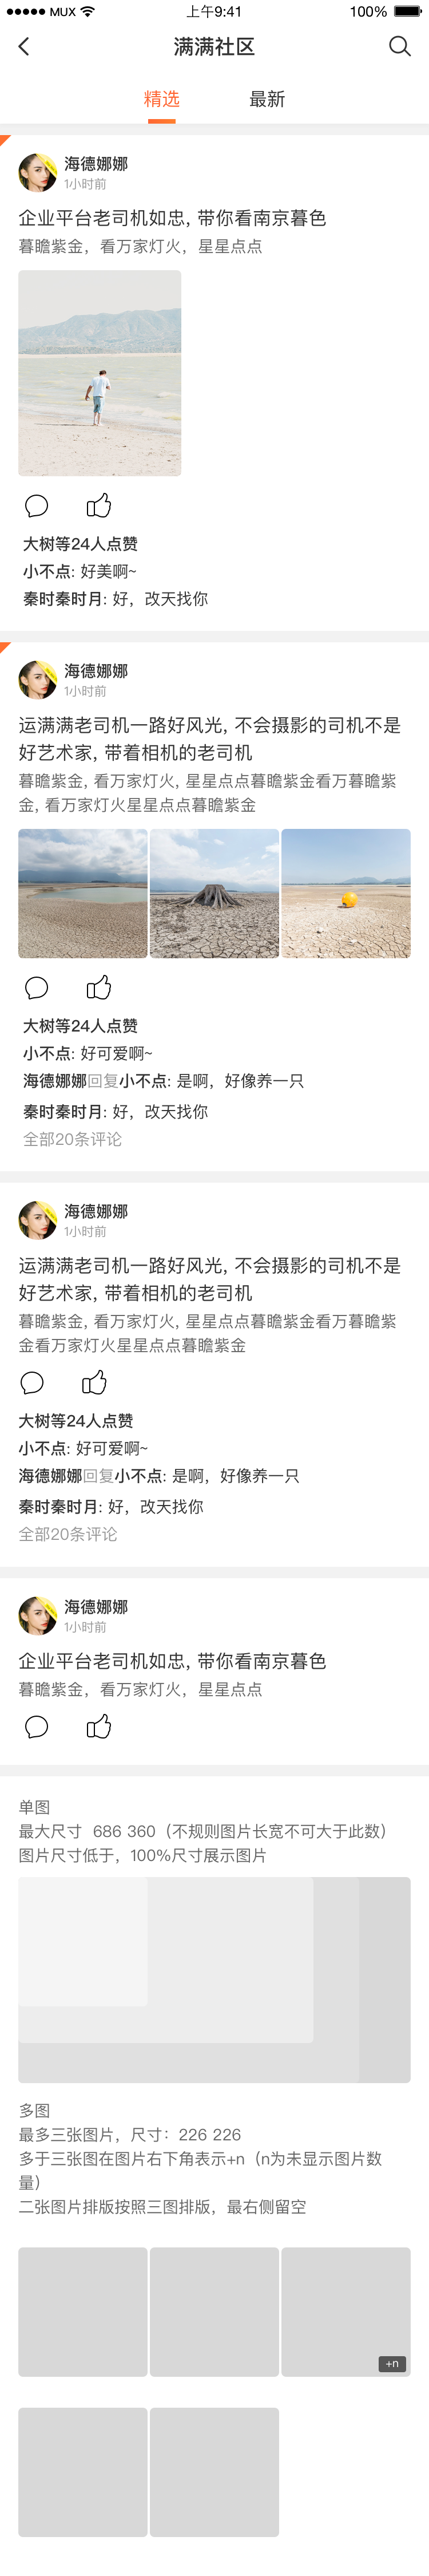 MUX 上午9:41 100%
满满社区
精选 最新
海德娜娜
1小时前
企业平台老司机如忠, 带你看南京暮色
暮瞻紫金，看万家灯火，星星点点
大树等24人点赞
小不点: 好美啊~
秦时秦时月: 好，改天找你
海德娜娜
1小时前
运满满老司机一路好风光, 不会摄影的司机不是
好艺术家, 带着相机的老司机
暮瞻紫金, 看万家灯火, 星星点点暮瞻紫金看万暮瞻紫
金, 看万家灯火星星点点暮瞻紫金
大树等24人点赞
小不点: 好可爱啊~
海德娜娜回复小不点: 是啊，好像养一只
秦时秦时月: 好，改天找你
全部20条评论
海德娜娜
1小时前
运满满老司机一路好风光, 不会摄影的司机不是
好艺术家, 带着相机的老司机
暮瞻紫金, 看万家灯火, 星星点点暮瞻紫金看万暮瞻紫
金看万家灯火星星点点暮瞻紫金
大树等24人点赞
小不点: 好可爱啊~
海德娜娜回复小不点: 是啊，好像养一只
秦时秦时月: 好，改天找你
全部20条评论
海德娜娜
1小时前
企业平台老司机如忠, 带你看南京暮色
暮瞻紫金，看万家灯火，星星点点
单图
最大尺寸 686 360（不规则图片长宽不可大于此数）
图片尺寸低于，100%尺寸展示图片
多图
最多三张图片，尺寸：226 226
多于三张图在图片右下角表示+n（n为未显示图片数
量）
二张图片排版按照三图排版，最右侧留空
+n